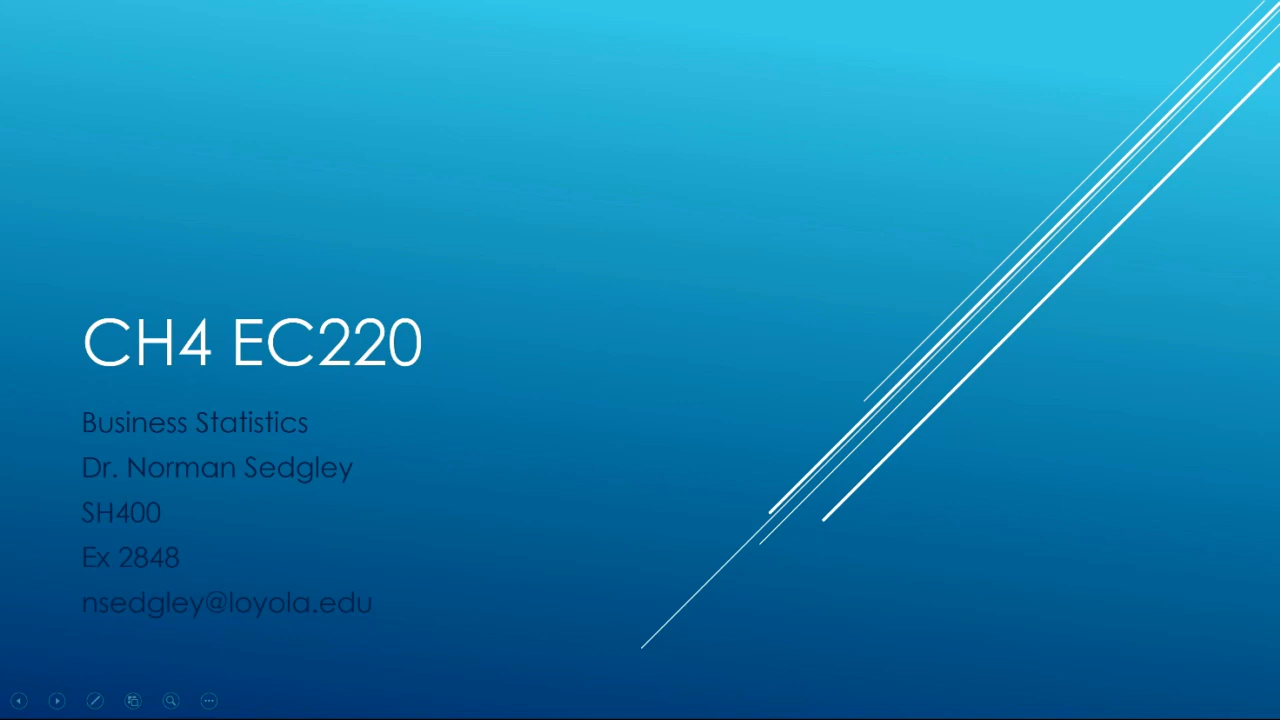 CH4 EC220
Business Statistics
Dr. Norman Sedgley
SH400
Ex 2848
nsedgley@loyola.edu